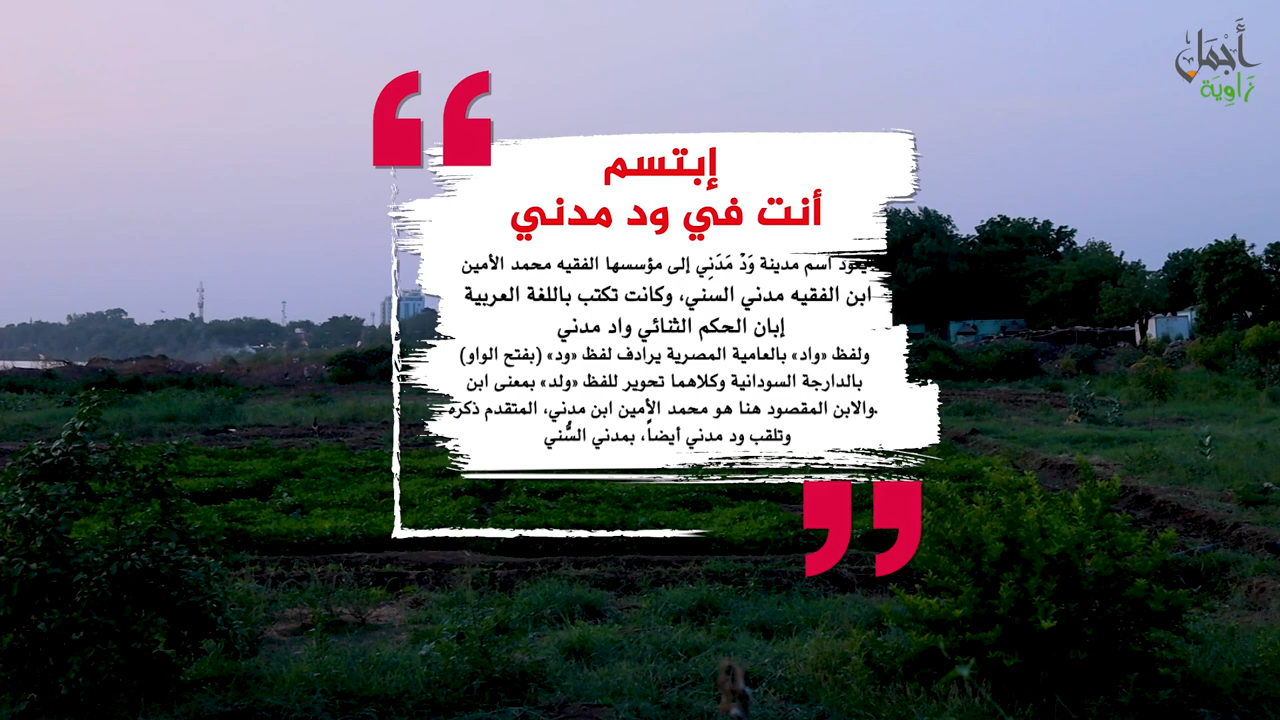 أَجْمَل
زَاوِيَة
إبتسم
أنت في ود مدني
يعود اسم مدينة وَدْ مَدَنِي إلى مؤسسها الفقيه محمد الأمين
ابن الفقيه مدني السني، وكانت تكتب باللغة العربية
إبان الحكم الثنائي واد مدني
ولفظ «واد» بالعامية المصرية يرادف لفظ «ود» (بفتح الواو)
بالدارجة السودانية وكلاهما تحوير للفظ «ولد» بمعنى ابن
والابن المقصود هنا هو محمد الأمين ابن مدني، المتقدم ذكره.
وتلقب ود مدني أيضاً، بمدني السُّني